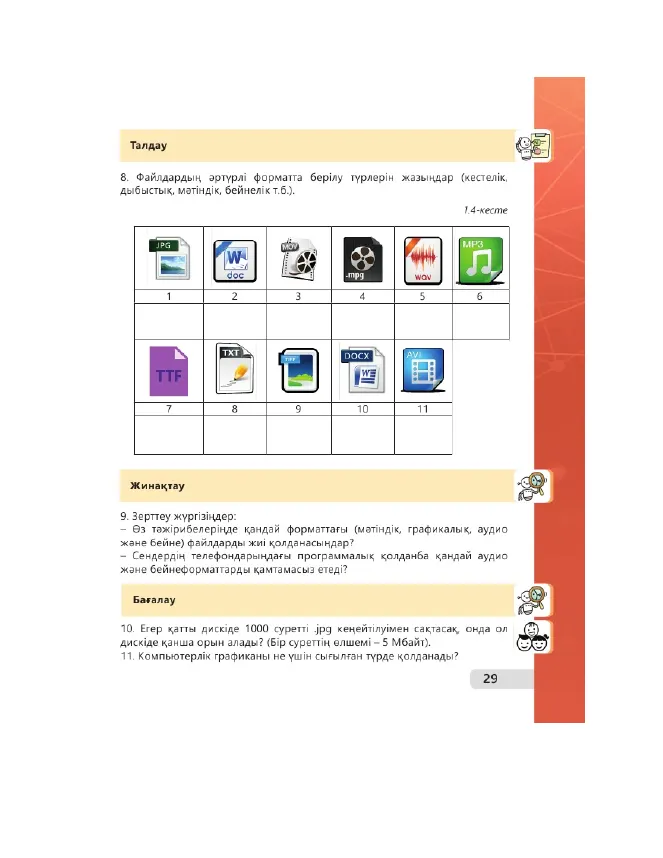 Талдау
8. Файлдардың әртүрлі форматта берілу түрлерін жазыңдар (кестелік,
дыбыстық, мәтіндік, бейнелік т.б.).
1.4-кесте
JPG
W
doc
MOV
.mpg
wav
MP3
1 2 3 4 5 6
TTF
TXT
TIFF
DOCX
W
AVI
7 8 9 10 11
Жинақтау
9. Зерттеу жүргізіңдер:
– Өз тәжірибелеріңде қандай форматтағы (мәтіндік, графикалық, аудио
және бейне) файлдарды жиі қолданасыңдар?
– Сендердің телефондарыңдағы программалық қолданба қандай аудио
және бейнеформаттарды қамтамасыз етеді?
Бағалау
10. Егер қатты дискіде 1000 суретті .jpg кеңейтілуімен сақтасақ, онда ол
дискіде қанша орын алады? (Бір суреттің өлшемі – 5 Мбайт).
11. Компьютерлік графиканы не үшін сығылған түрде қолданады?
29